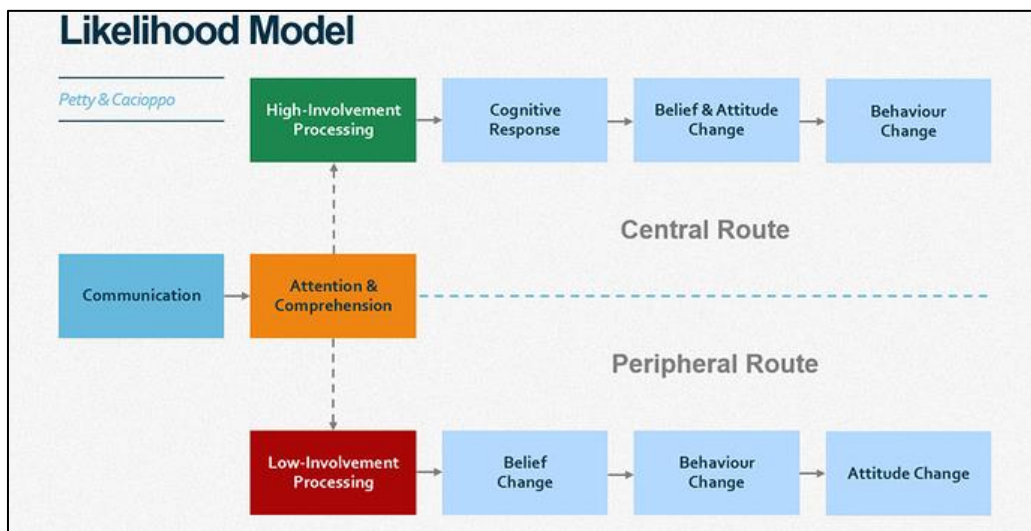 Likelihood Model
Petty & Cacioppo
High-Involvement
Processing
Cognitive
Response
Belief & Attitude
Change
Behaviour
Change
Central Route
Communication
Attention &
Comprehension
Peripheral Route
Low-Involvement
Processing
Belief
Change
Behaviour
Change
Attitude Change